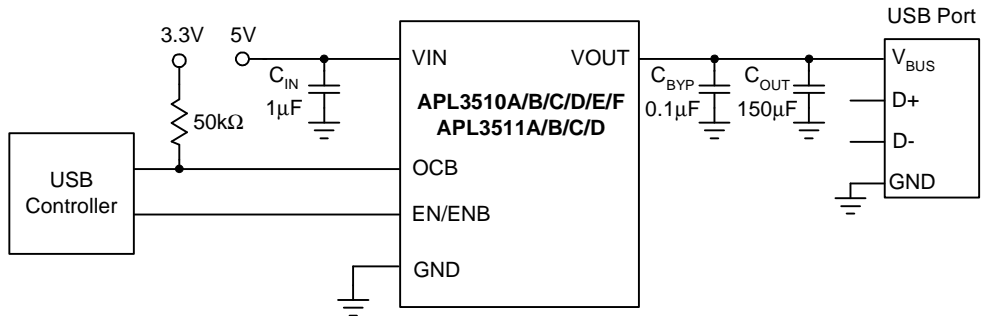 USB Port
3.3V
5V
VIN
VOUT
V_BUS
C_IN
1μF
C_BYP
0.1μF
C_OUT
150μF
APL3510A/B/C/D/E/F
APL3511A/B/C/D
D+
50kΩ
D-
USB
Controller
OCB
GND
EN/ENB
GND